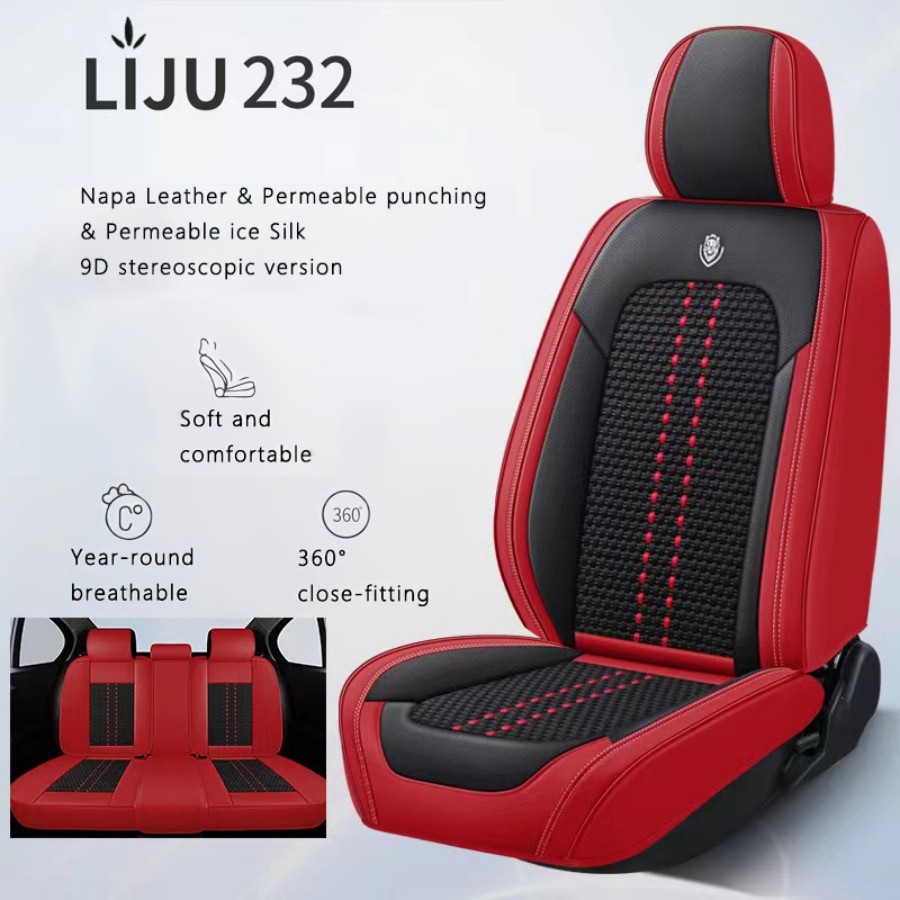 LIJU 232
Napa Leather & Permeable punching
& Permeable ice Silk
9D stereoscopic version
Soft and
comfortable
C°
Year-round
breathable
360°
360°
close-fitting